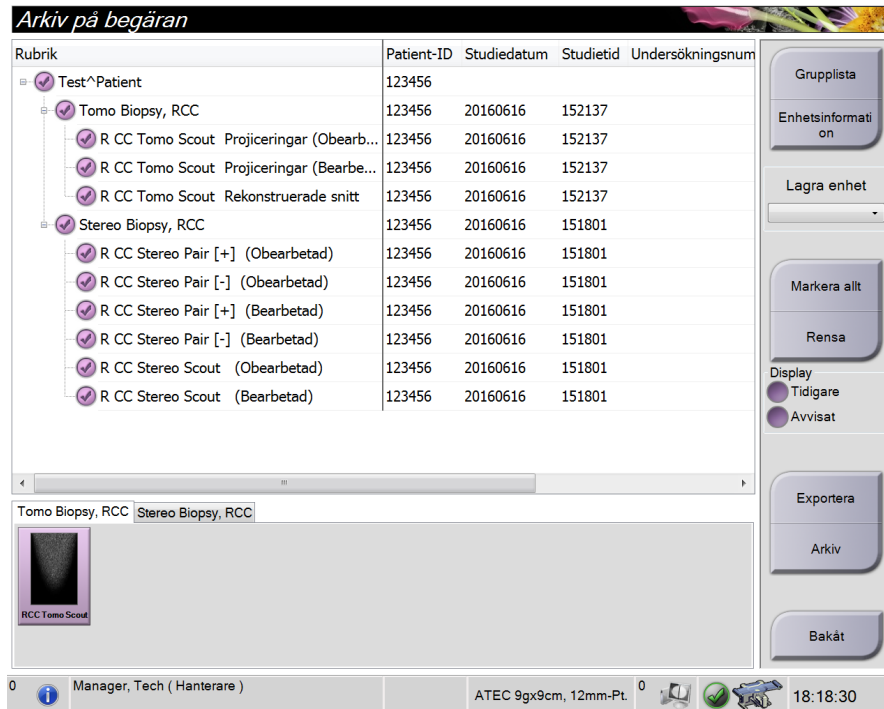 Arkiv på begäran
Rubrik Patient-ID Studiedatum Studietid Undersökningsnum
Test^Patient 123456
Tomo Biopsy, RCC 123456 20160616 152137
R CC Tomo Scout Projiceringar (Obearb... 123456 20160616 152137
R CC Tomo Scout Projiceringar (Bearbe... 123456 20160616 152137
R CC Tomo Scout Rekonstruerade snitt 123456 20160616 152137
Stereo Biopsy, RCC 123456 20160616 151801
R CC Stereo Pair [+] (Obearbetad) 123456 20160616 151801
R CC Stereo Pair [-] (Obearbetad) 123456 20160616 151801
R CC Stereo Pair [+] (Bearbetad) 123456 20160616 151801
R CC Stereo Pair [-] (Bearbetad) 123456 20160616 151801
R CC Stereo Scout (Obearbetad) 123456 20160616 151801
R CC Stereo Scout (Bearbetad) 123456 20160616 151801
Grupplista
Enhetsinformati
on
Lagra enhet
Markera allt
Rensa
Display
Tidigare
Avvisat
Exportera
Arkiv
Bakåt
Tomo Biopsy, RCC Stereo Biopsy, RCC
RCC Tomo Scout
0 Manager, Tech ( Hanterare ) ATEC 9gx9cm, 12mm-Pt. 0 18:18:30